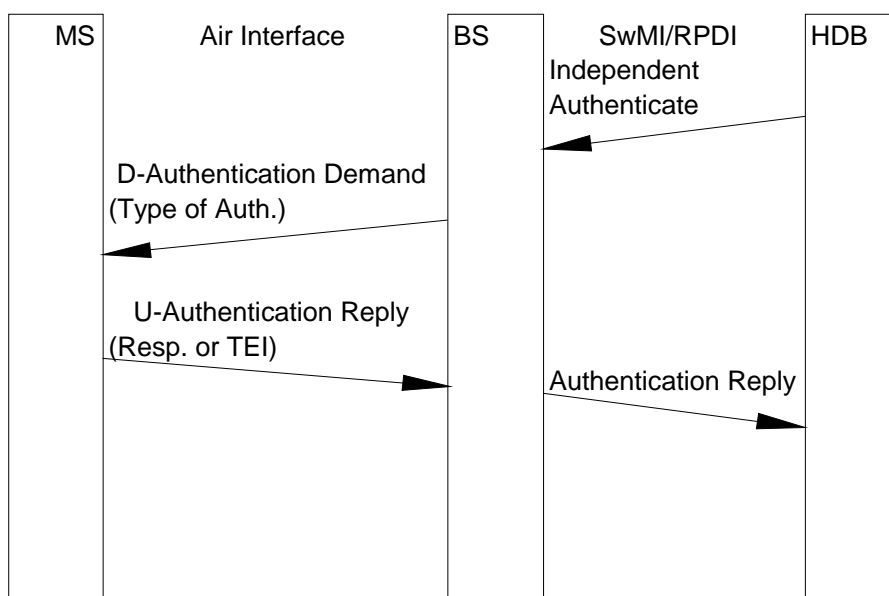 MS
Air Interface
BS
SwMI/RPDI
HDB
Independent
Authenticate
D-Authentication Demand
(Type of Auth.)
U-Authentication Reply
(Resp. or TEI)
Authentication Reply